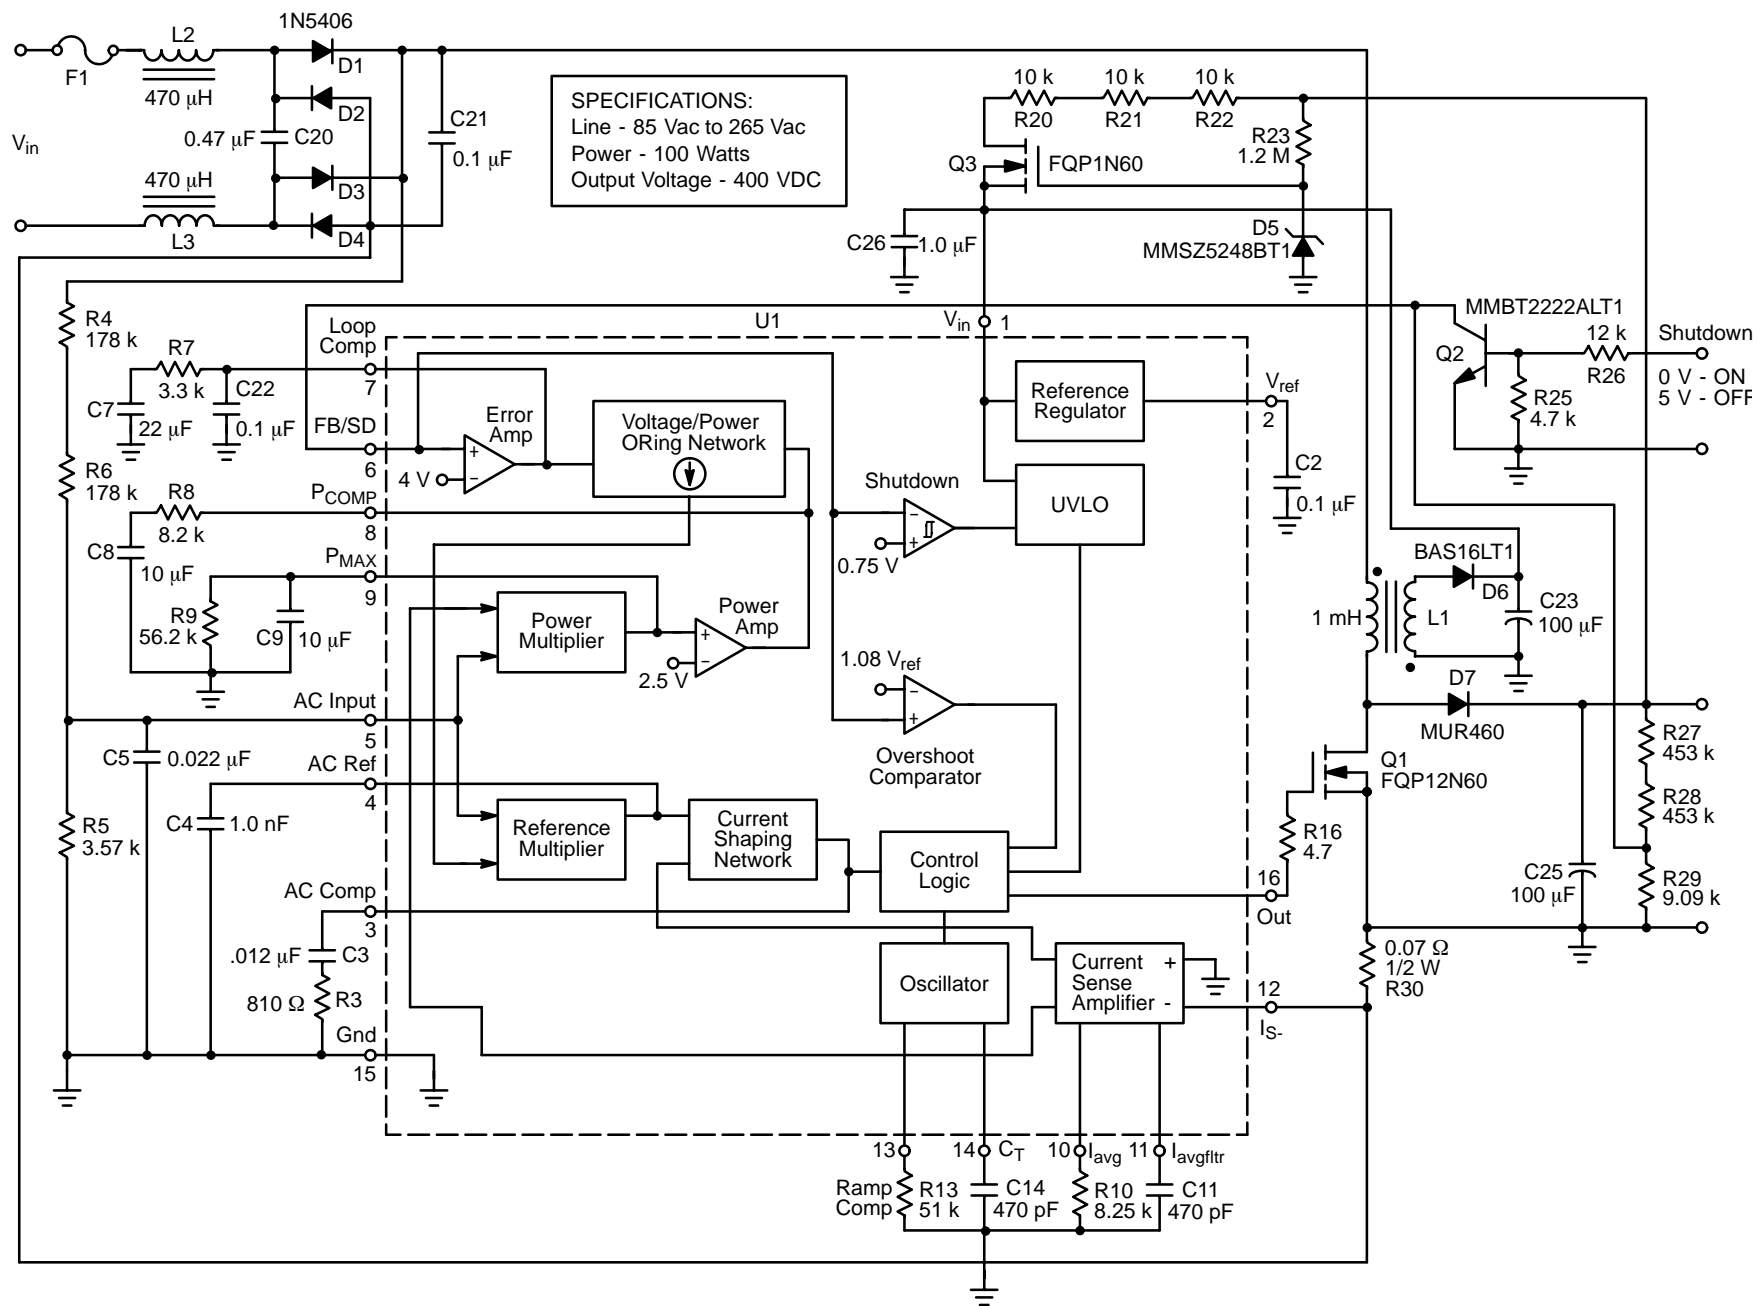 1N5406
L2
F1
470 µH
D1
D2
C21
0.1 µF
0.47 µF
C20
Vin
470 µH
D3
L3
D4
SPECIFICATIONS:
Line - 85 Vac to 265 Vac
Power - 100 Watts
Output Voltage - 400 VDC
10 k
10 k
10 k
R20
R21
R22
R23
1.2 M
Q3
FQP1N60
C26
1.0 µF
D5
MMSZ5248BT1
R4
178 k
Loop
Comp
7
U1
Vin
1
MMBT2222ALT1
12 k
Shutdown
Q2
R26
0 V - ON
5 V - OFF
R25
4.7 k
R7
3.3 k
C22
0.1 µF
C7
22 µF
FB/SD
6
Error
Amp
4 V
+
-
Voltage/Power
ORing Network
Reference
Regulator
Vref
2
C2
0.1 µF
R6
178 k
R8
8.2 k
PCOMP
8
C8
10 µF
Shutdown
-
+
0.75 V
UVLO
PMAX
9
R9
56.2 k
C9
10 µF
Power
Multiplier
Power
Amp
+
-
2.5 V
BAS16LT1
D6
1 mH
L1
C23
100 µF
1.08 Vref
-
+
Overshoot
Comparator
AC Input
5
C5
0.022 µF
D7
MUR460
R27
453 k
AC Ref
4
C4
1.0 nF
Q1
FQP12N60
R28
453 k
R5
3.57 k
Reference
Multiplier
Current
Shaping
Network
Control
Logic
R16
4.7
16
Out
C25
100 µF
R29
9.09 k
AC Comp
3
.012 µF
C3
810 Ω
R3
Oscillator
Current
Sense
Amplifier
+
-
0.07 Ω
1/2 W
R30
12
IS-
Gnd
15
13
14
CT
10
Iavg
11
Iavgfltr
Ramp
Comp
R13
51 k
C14
470 pF
R10
8.25 k
C11
470 pF